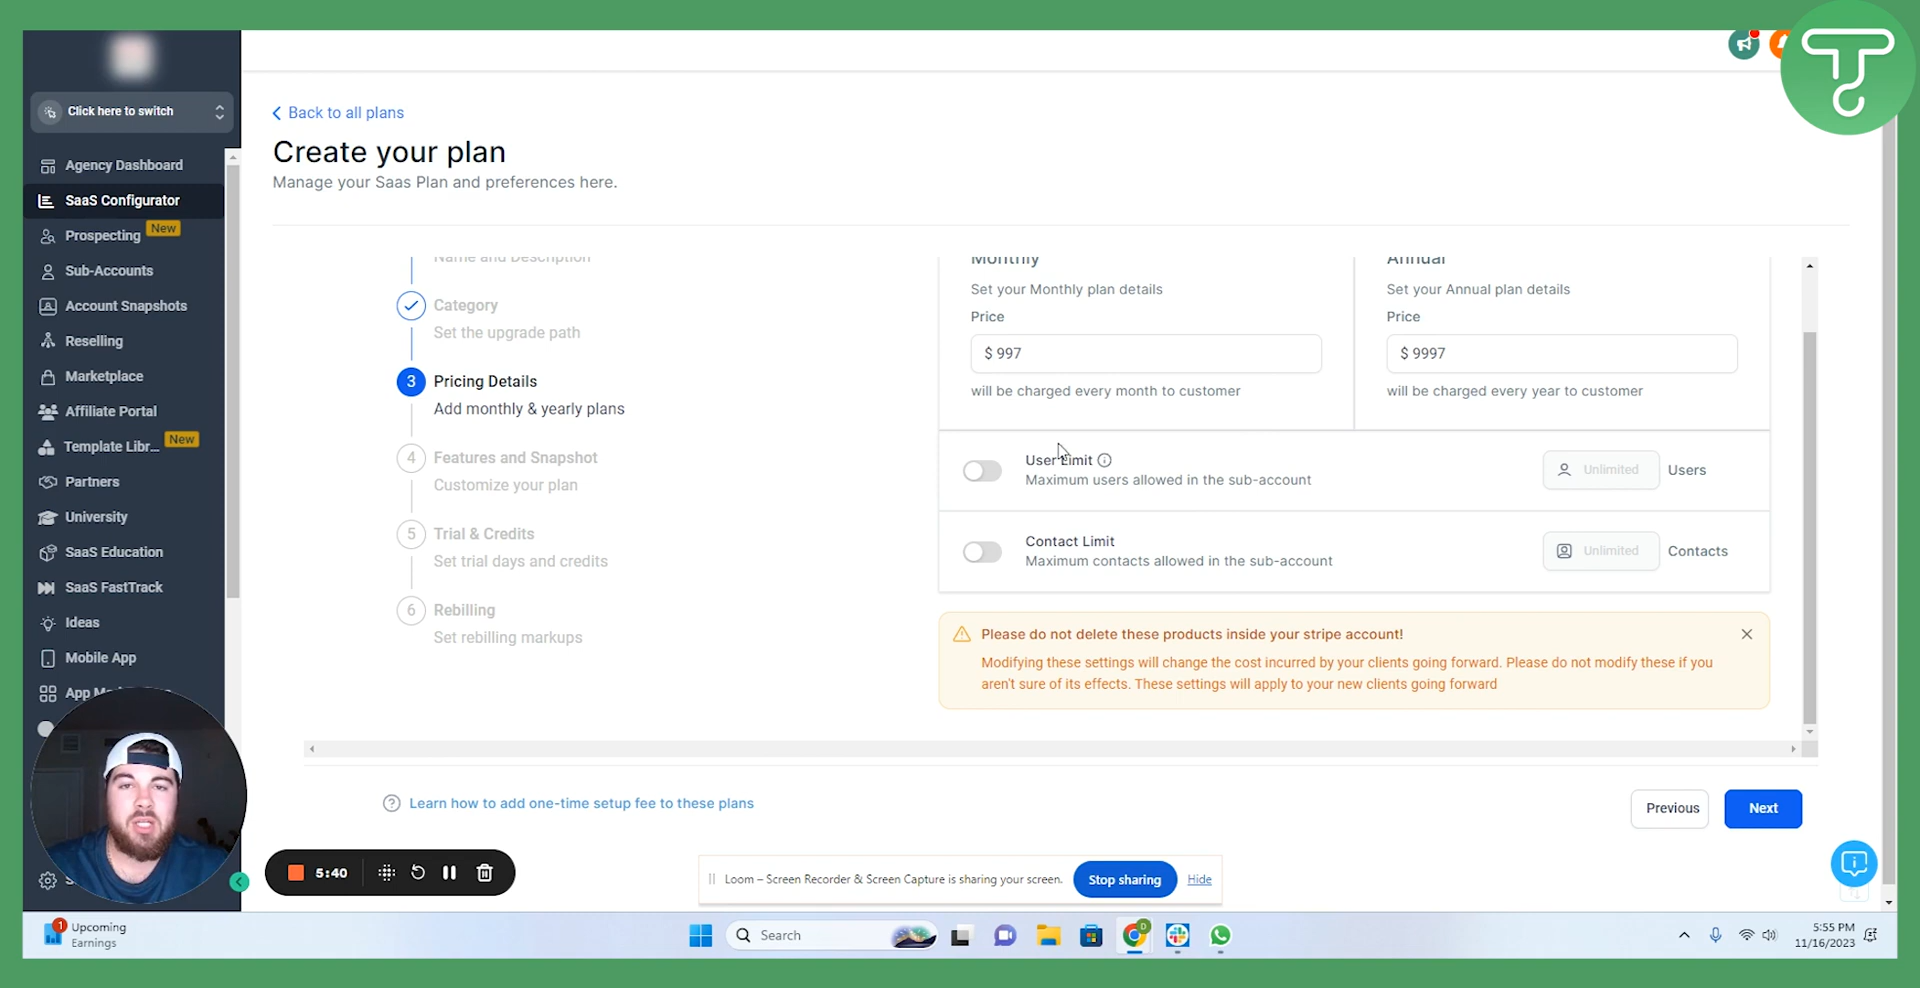 Click here to switch
Agency Dashboard
SaaS Configurator
Prospecting New
Sub-Accounts
Account Snapshots
Reselling
Marketplace
Affiliate Portal
Template Libr... New
Partners
University
SaaS Education
SaaS FastTrack
Ideas
Mobile App
App
Back to all plans
Create your plan
Manage your Saas Plan and preferences here.
Name and Description
Category
Set the upgrade path
3 Pricing Details
Add monthly & yearly plans
4 Features and Snapshot
Customize your plan
5 Trial & Credits
Set trial days and credits
6 Rebilling
Set rebilling markups
Monthly
Set your Monthly plan details
Price
$ 997
will be charged every month to customer
Annual
Set your Annual plan details
Price
$ 9997
will be charged every year to customer
User Limit
Maximum users allowed in the sub-account
Unlimited Users
Contact Limit
Maximum contacts allowed in the sub-account
Unlimited Contacts
Please do not delete these products inside your stripe account!
Modifying these settings will change the cost incurred by your clients going forward. Please do not modify these if you
aren't sure of its effects. These settings will apply to your new clients going forward
Learn how to add one-time setup fee to these plans
Previous
Next
5:40
Loom – Screen Recorder & Screen Capture is sharing your screen.
Stop sharing
Hide
1
Upcoming
Earnings
Search
D
5:55 PM
11/16/2023